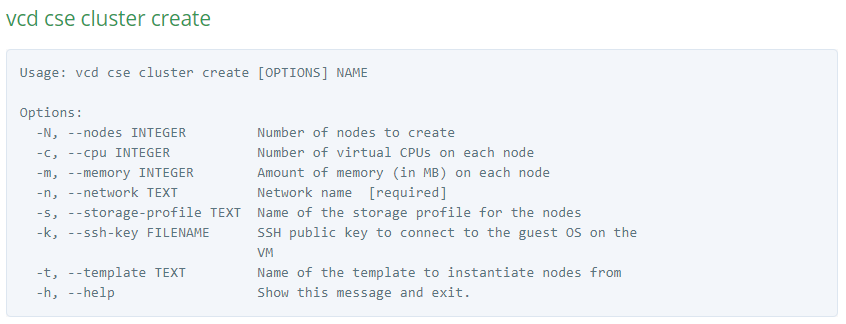 vcd cse cluster create
Usage: vcd cse cluster create [OPTIONS] NAME
Options:
-N, --nodes INTEGER Number of nodes to create
-c, --cpu INTEGER Number of virtual CPUs on each node
-m, --memory INTEGER Amount of memory (in MB) on each node
-n, --network TEXT Network name [required]
-s, --storage-profile TEXT Name of the storage profile for the nodes
-k, --ssh-key FILENAME SSH public key to connect to the guest OS on the
VM
-t, --template TEXT Name of the template to instantiate nodes from
-h, --help Show this message and exit.